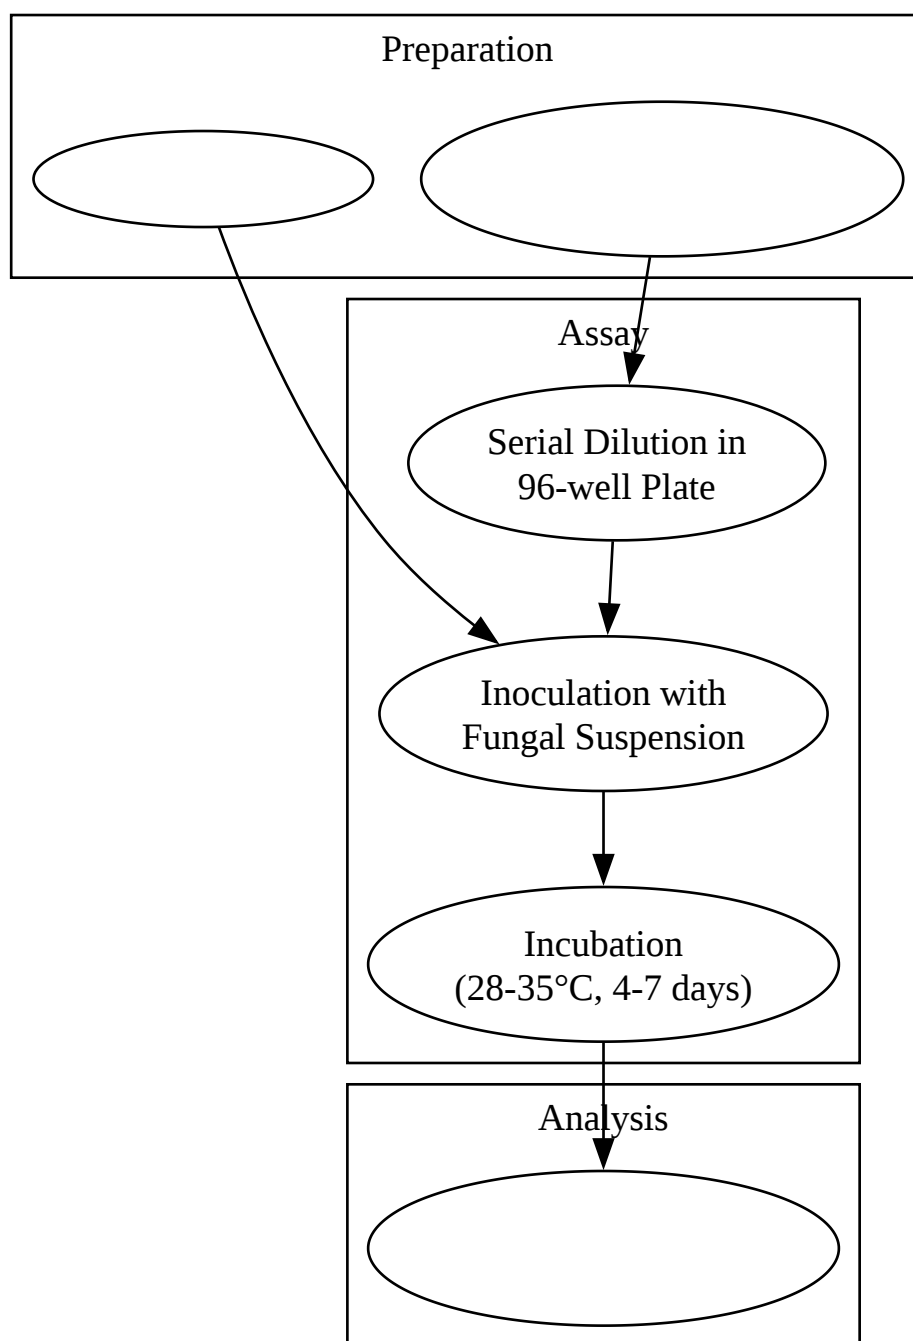 Preparation
Assay
Serial Dilution in
96-well Plate
Inoculation with
Fungal Suspension
Incubation
(28-35°C, 4-7 days)
Analysis